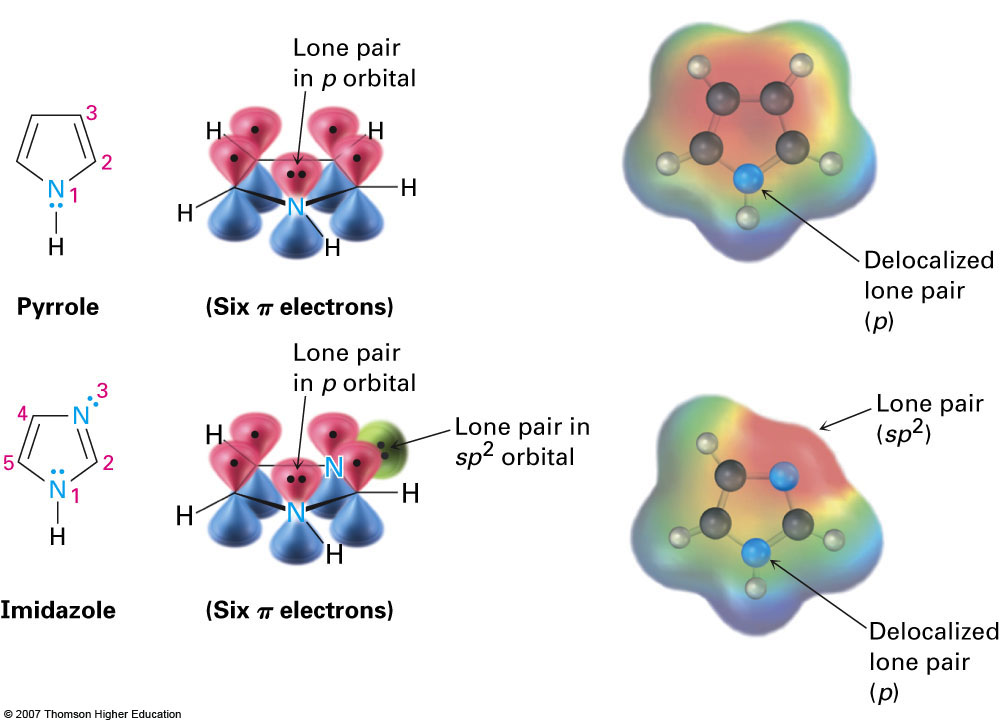 Lone pair
in p orbital
3
2
N
1
H
H
H
H
H
N
H
Delocalized
lone pair
(p)
Pyrrole
(Six π electrons)
Lone pair
in p orbital
3
4
N
5
2
N
1
H
H
N
H
H
N
H
Lone pair in
sp2 orbital
Lone pair
(sp2)
Delocalized
lone pair
(p)
Imidazole
(Six π electrons)
© 2007 Thomson Higher Education